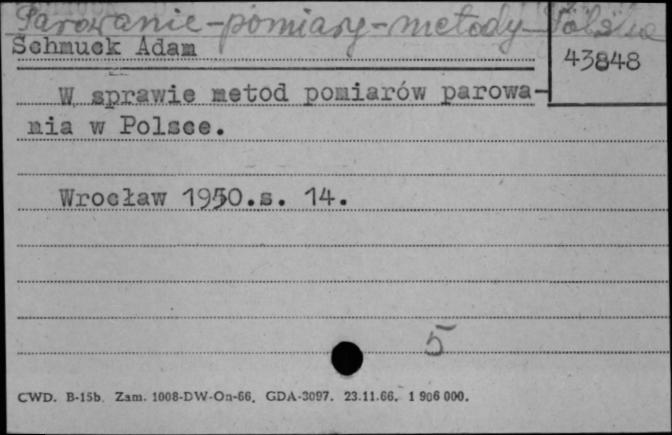 Parowanie - pomiary - metody Polska
Schmuck Adam
43848
W sprawie metod pomiarów parowa-
nia w Polsce.
Wrocław 1950.s. 14.
5
CWD. B-15b. Zam. 1008-DW-On-66. GDA-3097. 23.11.66. 1 906 000.